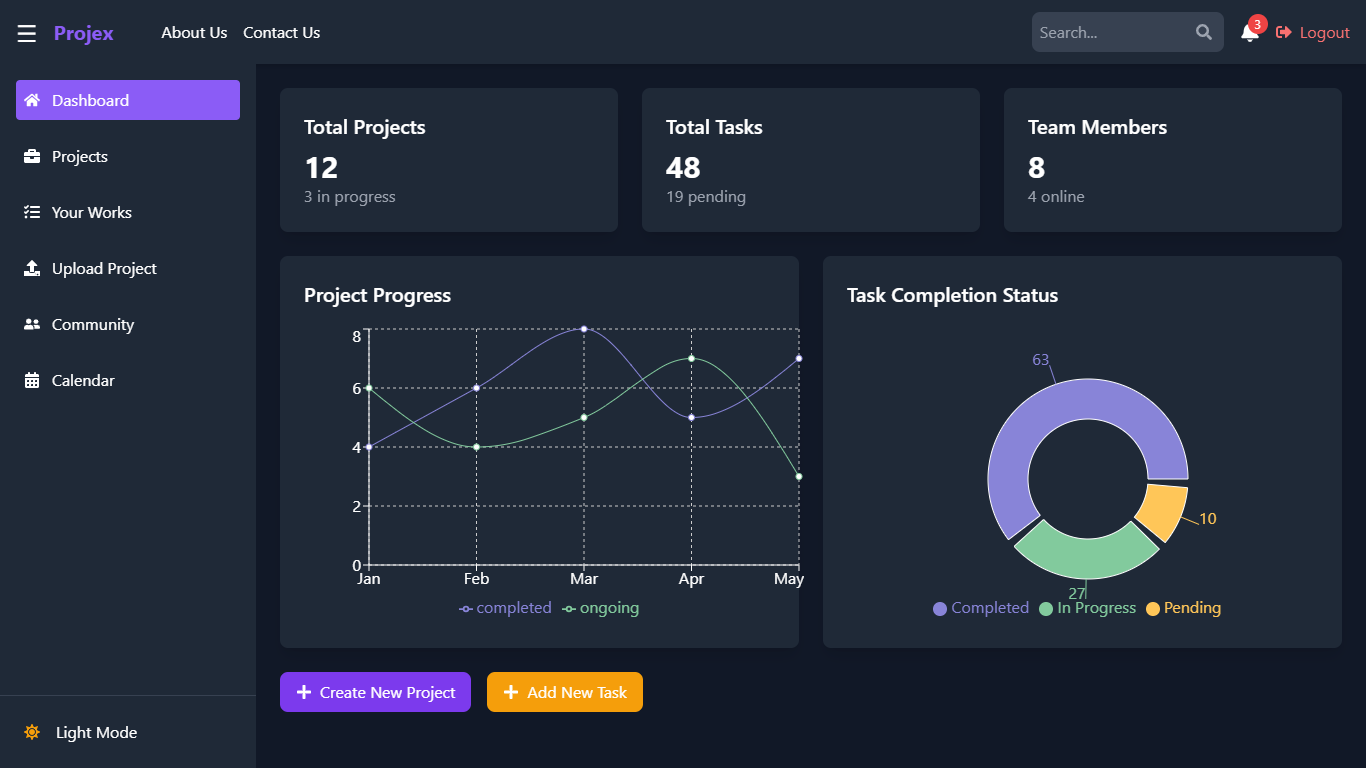 Projex
About Us Contact Us
Search...
3
Logout
Dashboard
Projects
Your Works
Upload Project
Community
Calendar
Light Mode
Total Projects
12
3 in progress
Total Tasks
48
19 pending
Team Members
8
4 online
Project Progress
8
6
4
2
0
Jan Feb Mar Apr May
completed ongoing
Task Completion Status
63
10
27
Completed In Progress Pending
Create New Project
Add New Task